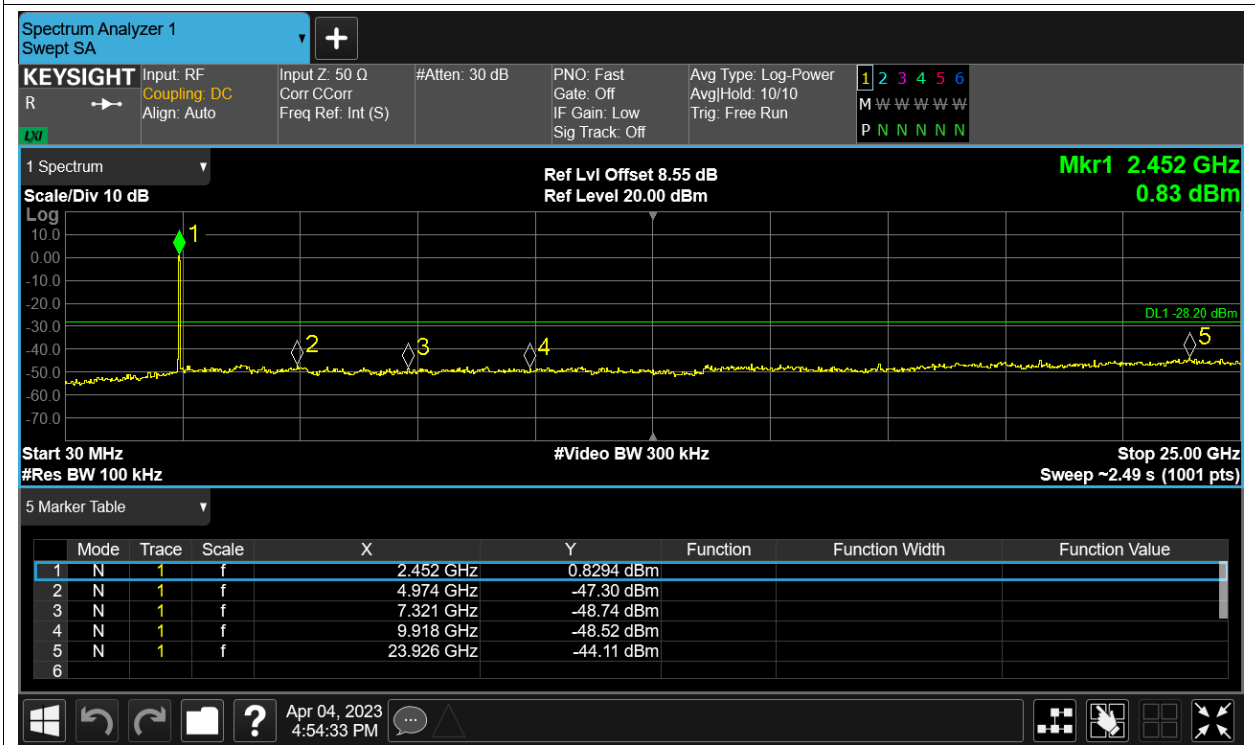 Spectrum Analyzer 1
Swept SA
KEYSIGHT Input: RF Input Z: 50 Ω #Atten: 30 dB PNO: Fast Avg Type: Log-Power 1 2 3 4 5 6
R Coupling: DC Corr CCorr Gate: Off Avg|Hold: 10/10 M W W W W W W
Align: Auto Freq Ref: Int (S) IF Gain: Low Trig: Free Run
LXI Sig Track: Off P N N N N N N
1 Spectrum Ref Lvl Offset 8.55 dB Mkr1 2.452 GHz
Scale/Div 10 dB Ref Level 20.00 dBm 0.83 dBm
Log
10.0 1
0.00
-10.0
-20.0
DL1 -28.20 dBm
-30.0
-40.0 2 3 4 5
-50.0
-60.0
-70.0
Start 30 MHz #Video BW 300 kHz Stop 25.00 GHz
#Res BW 100 kHz Sweep ~2.49 s (1001 pts)
5 Marker Table
Mode Trace Scale X Y Function Function Width Function Value
1 N 1 f 2.452 GHz 0.8294 dBm
2 N 1 f 4.974 GHz -47.30 dBm
3 N 1 f 7.321 GHz -48.74 dBm
4 N 1 f 9.918 GHz -48.52 dBm
5 N 1 f 23.926 GHz -44.11 dBm
6
? Apr 04, 2023
4:54:33 PM